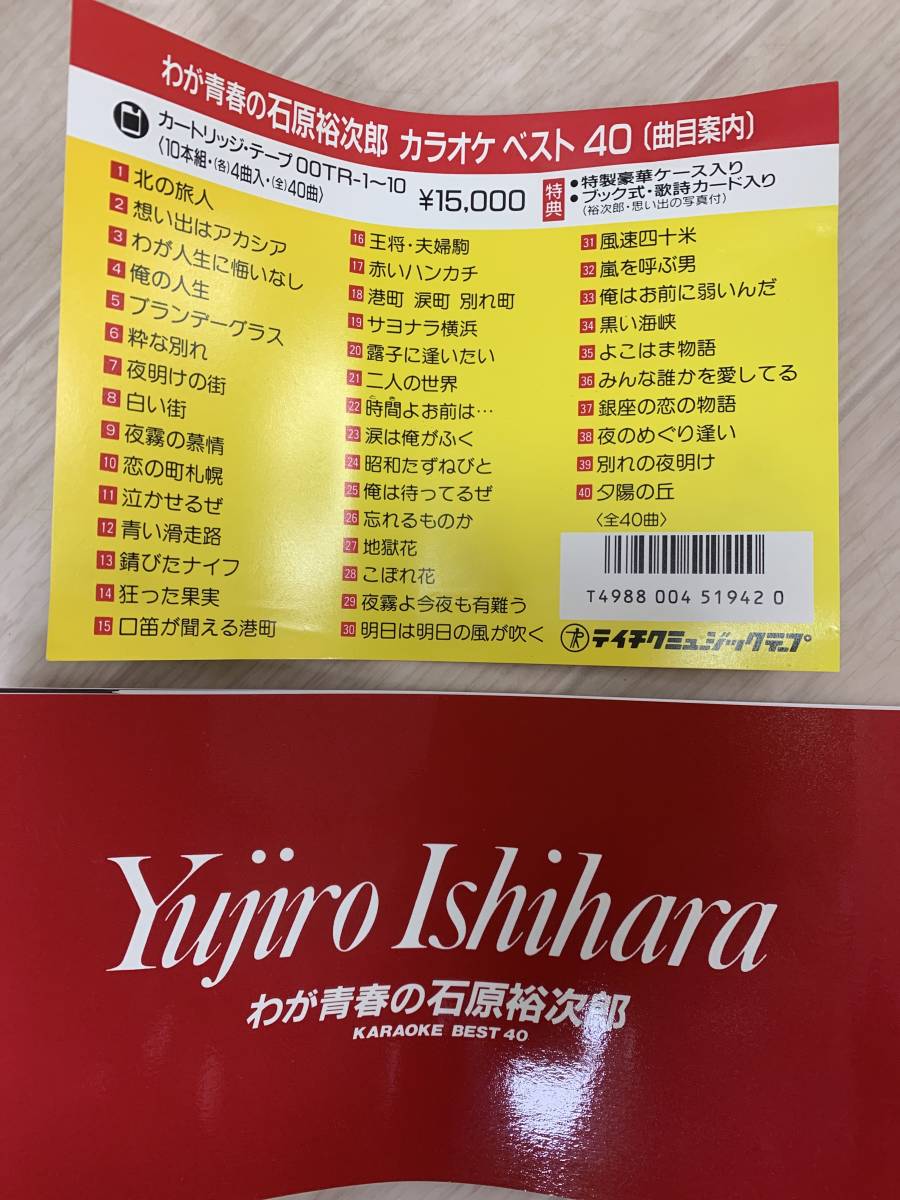 わが青春の石原裕次郎 カラオケ ベスト 40 〔曲目案内〕
カートリッジ・テープ 00TR-1〜10
〈10本組・(各)4曲入・(全)40曲〉
¥15,000
特典
•特製豪華ケース入り
•ブック式・歌詩カード入り
(裕次郎・思い出の写真付)
1 北の旅人
2 想い出はアカシア
3 わが人生に悔いなし
4 俺の人生
5 ブランデーグラス
6 粋な別れ
7 夜明けの街
8 白い街
9 夜霧の慕情
10 恋の町札幌
11 泣かせるぜ
12 青い滑走路
13 錆びたナイフ
14 狂った果実
15 口笛が聞える港町
16 王将・夫婦駒
17 赤いハンカチ
18 港町 涙町 別れ町
19 サヨナラ横浜
20 露子に逢いたい
21 二人の世界
22 時間よお前は…
23 涙は俺がふく
24 昭和たずねびと
25 俺は待ってるぜ
26 忘れるものか
27 地獄花
28 こぼれ花
29 夜霧よ今夜も有難う
30 明日は明日の風が吹く
31 風速四十米
32 嵐を呼ぶ男
33 俺はお前に弱いんだ
34 黒い海峡
35 よこはま物語
36 みんな誰かを愛してる
37 銀座の恋の物語
38 夜のめぐり逢い
39 別れの夜明け
40 夕陽の丘
〈全40曲〉
T4988 004 51942 0
テイチクミュージックテープ
Yujiro Ishihara
わが青春の石原裕次郎
KARAOKE BEST 40